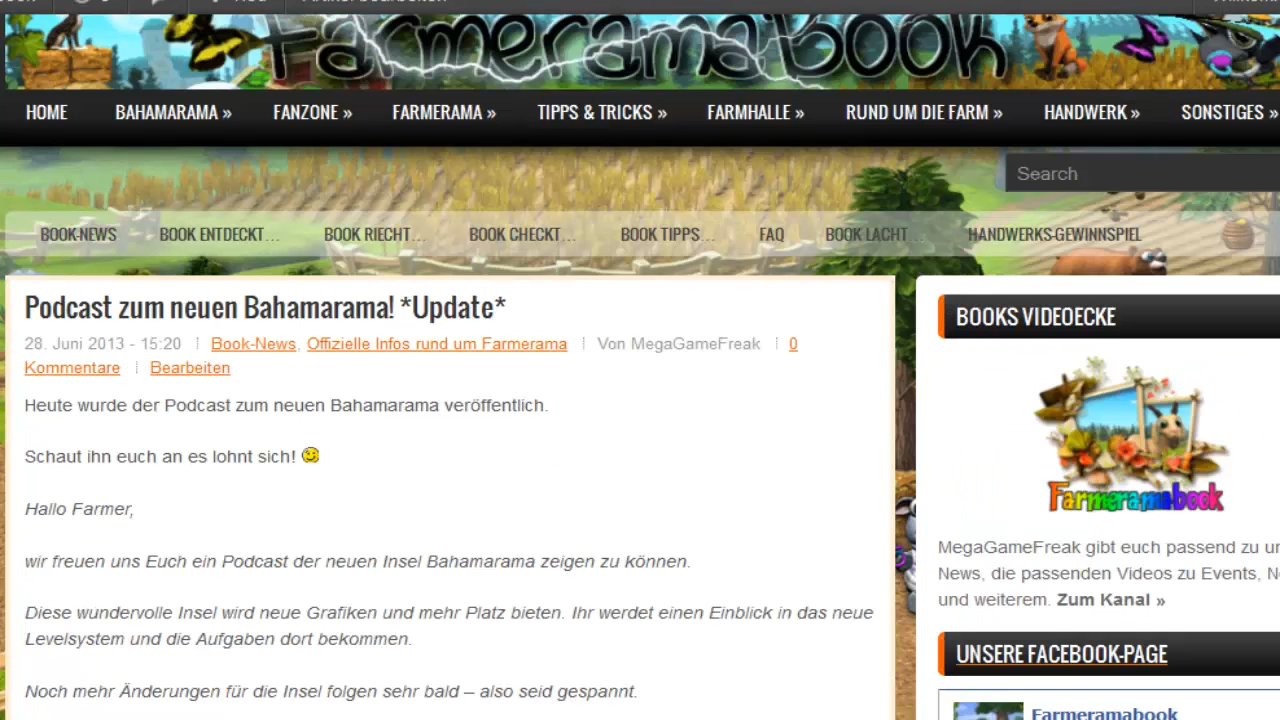 Farmeramabook
HOME BAHAMARAMA » FANZONE » FARMERAMA » TIPPS & TRICKS » FARMHALLE » RUND UM DIE FARM » HANDWERK » SONSTIGES »
Search
BOOK-NEWS BOOK ENTDECKT… BOOK RIECHT… BOOK CHECKT… BOOK TIPPS… FAQ BOOK LACHT… HANDWERKS-GEWINNSPIEL
Podcast zum neuen Bahamarama! *Update*
28. Juni 2013 - 15:20 Book-News, Offizielle Infos rund um Farmerama Von MegaGameFreak 0
Kommentare Bearbeiten
Heute wurde der Podcast zum neuen Bahamarama veröffentlich.
Schaut ihn euch an es lohnt sich!
Hallo Farmer,
wir freuen uns Euch ein Podcast der neuen Insel Bahamarama zeigen zu können.
Diese wundervolle Insel wird neue Grafiken und mehr Platz bieten. Ihr werdet einen Einblick in das neue
Levelsystem und die Aufgaben dort bekommen.
Noch mehr Änderungen für die Insel folgen sehr bald – also seid gespannt.
BOOKS VIDEOECKE
Farmeramabook
MegaGameFreak gibt euch passend zu
News, die passenden Videos zu Events,
und weiterem. Zum Kanal »
UNSERE FACEBOOK-PAGE
Farmeramabook